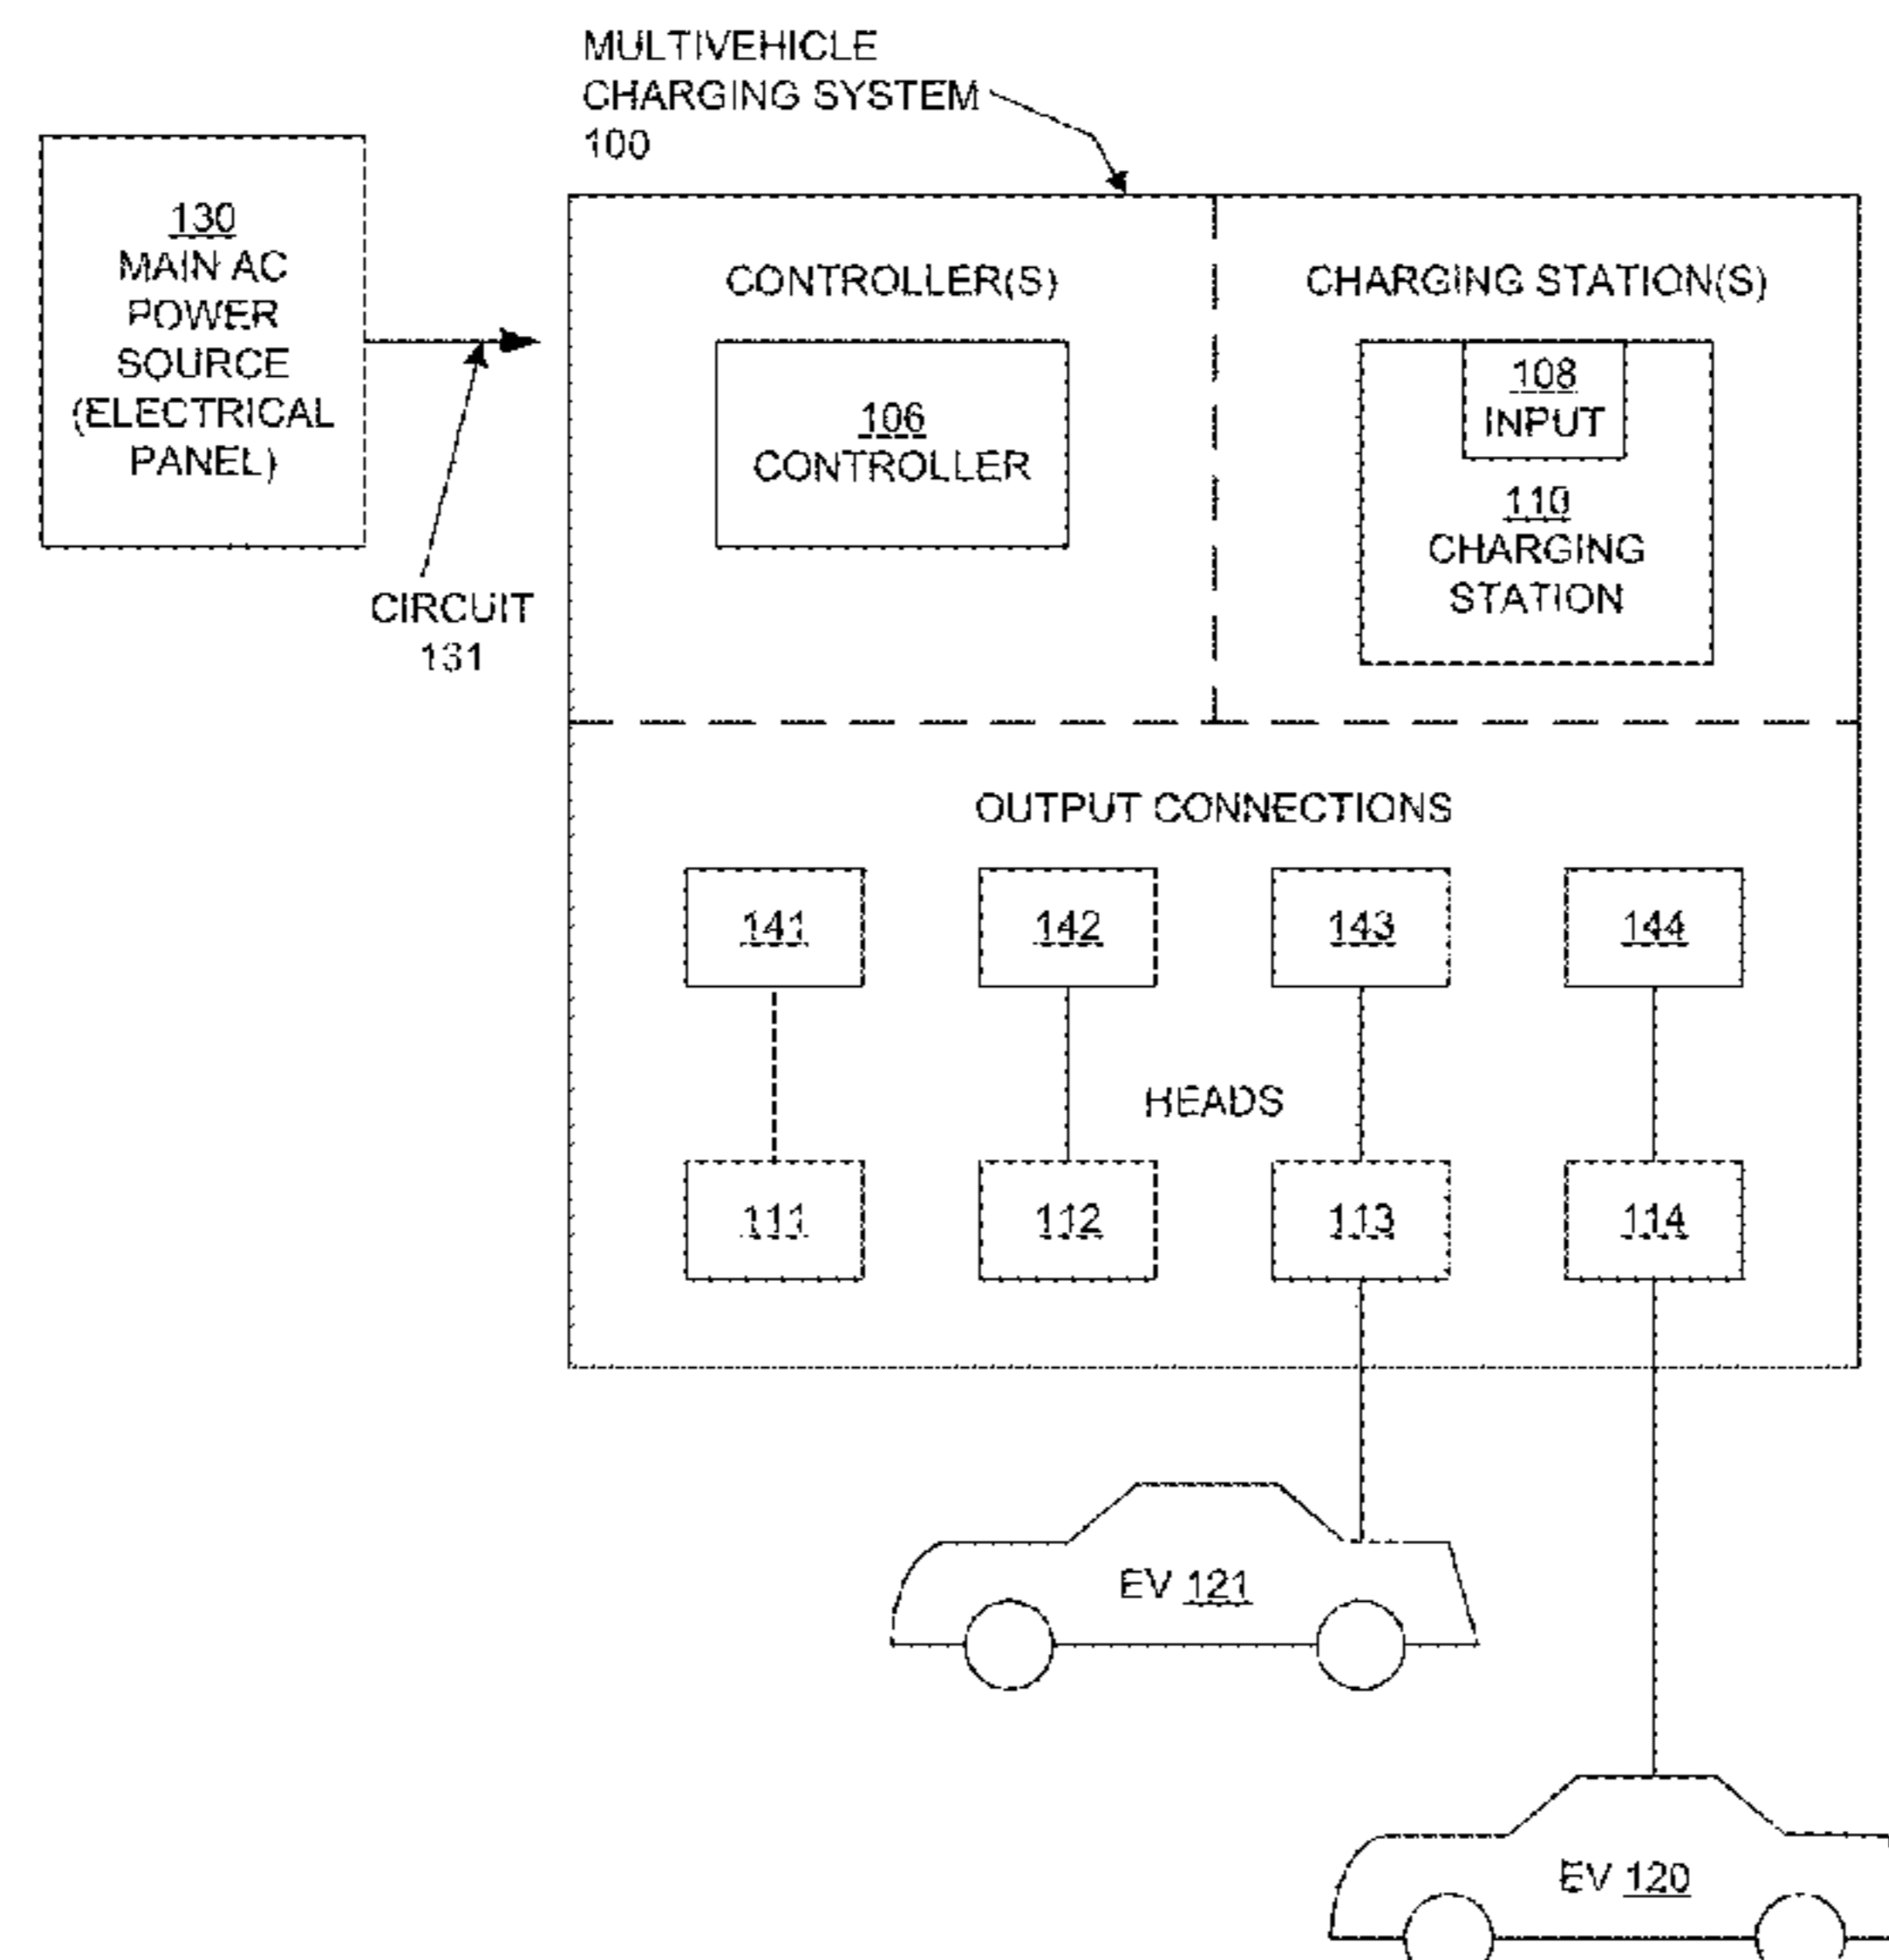 MULTIVEHICLE
CHARGING SYSTEM
100
130
MAIN AC
POWER
SOURCE
(ELECTRICAL
PANEL)
CIRCUIT
131
CONTROLLER(S)
106
CONTROLLER
CHARGING STATION(S)
108
INPUT
110
CHARGING
STATION
OUTPUT CONNECTIONS
141 142 143 144
HEADS
111 112 113 114
EV 121
EV 120